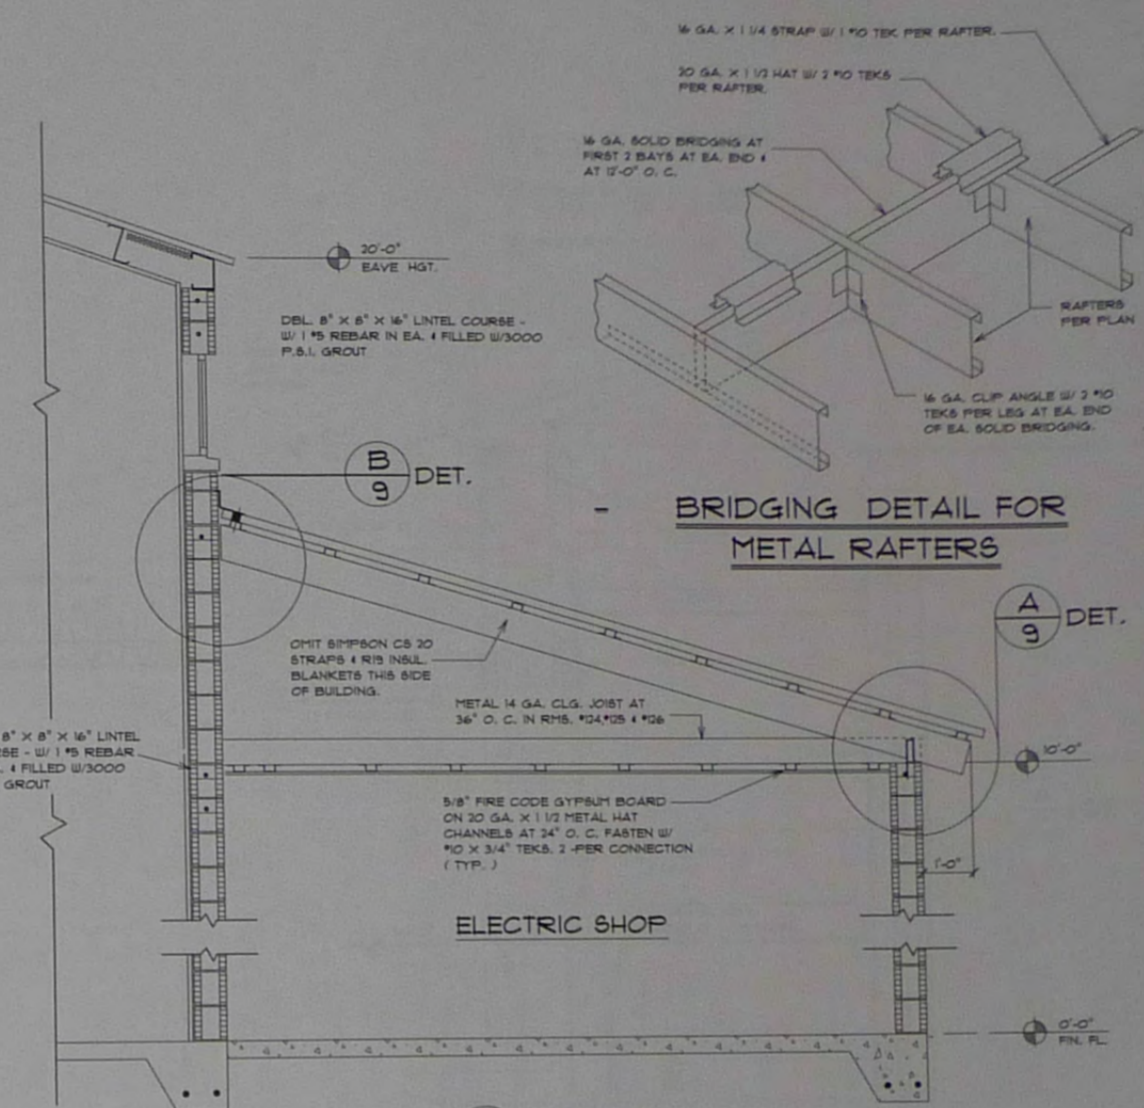 16 GA. X 1 1/4 STRAP W/ 1 #10 TEK PER RAFTER.
20 GA. X 1 1/2 HAT W/ 2 #10 TEKS
PER RAFTER.
16 GA. SOLID BRIDGING AT
FIRST 2 BAYS AT EA. END &
AT 12'-0" O. C.
RAFTERS
PER PLAN
16 GA. CLIP ANGLE W/ 2 #10
TEKS PER LEG AT EA. END
OF EA. SOLID BRIDGING.
- BRIDGING DETAIL FOR
METAL RAFTERS
20'-0"
EAVE HGT.
DBL. 8" X 8" X 16" LINTEL COURSE -
W/ 1 #5 REBAR IN EA. & FILLED W/3000
P.S.I. GROUT
B
9
DET.
A
9
DET.
OMIT SIMPSON CS 20
STRAPS & R19 INSUL.
BLANKETS THIS SIDE
OF BUILDING.
METAL 14 GA. CLG. JOIST AT
36" O. C. IN RMS. #124,#125 & #126
8" X 8" X 16" LINTEL
SE - W/ 1 #5 REBAR
. & FILLED W/3000
GROUT
10'-0"
5/8" FIRE CODE GYPSUM BOARD
ON 20 GA. X 1 1/2 METAL HAT
CHANNELS AT 24" O. C. FASTEN W/
#10 X 3/4" TEKS. 2 -PER CONNECTION
( TYP. )
1'-0"
ELECTRIC SHOP
0'-0"
FIN. FL.